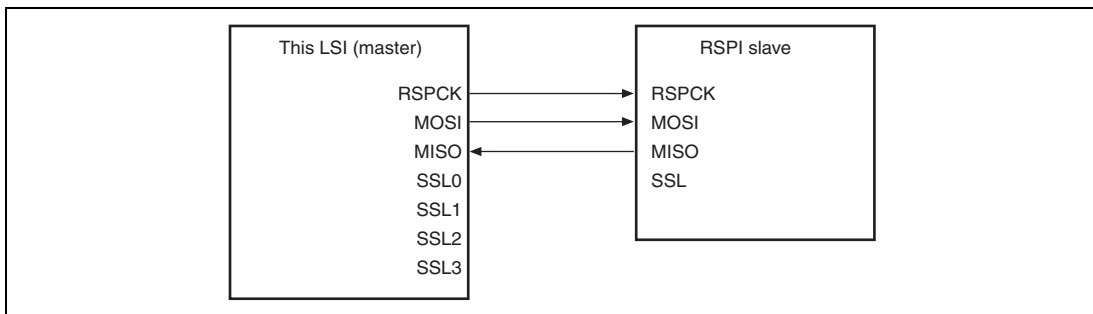 This LSI (master)
RSPCK
MOSI
MISO
SSL0
SSL1
SSL2
SSL3
RSPI slave
RSPCK
MOSI
MISO
SSL